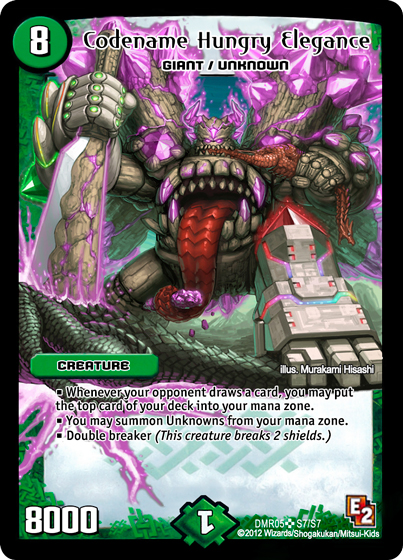 8
Codename Hungry Elegance
GIANT / UNKNOWN
illus. Murakami Hisashi
CREATURE
▪ Whenever your opponent draws a card, you may put
the top card of your deck into your mana zone.
▪ You may summon Unknowns from your mana zone.
▪ Double breaker (This creature breaks 2 shields.)
8000
1
DMR05 S7/S7
©2012 Wizards/Shogakukan/Mitsui-Kids
E2